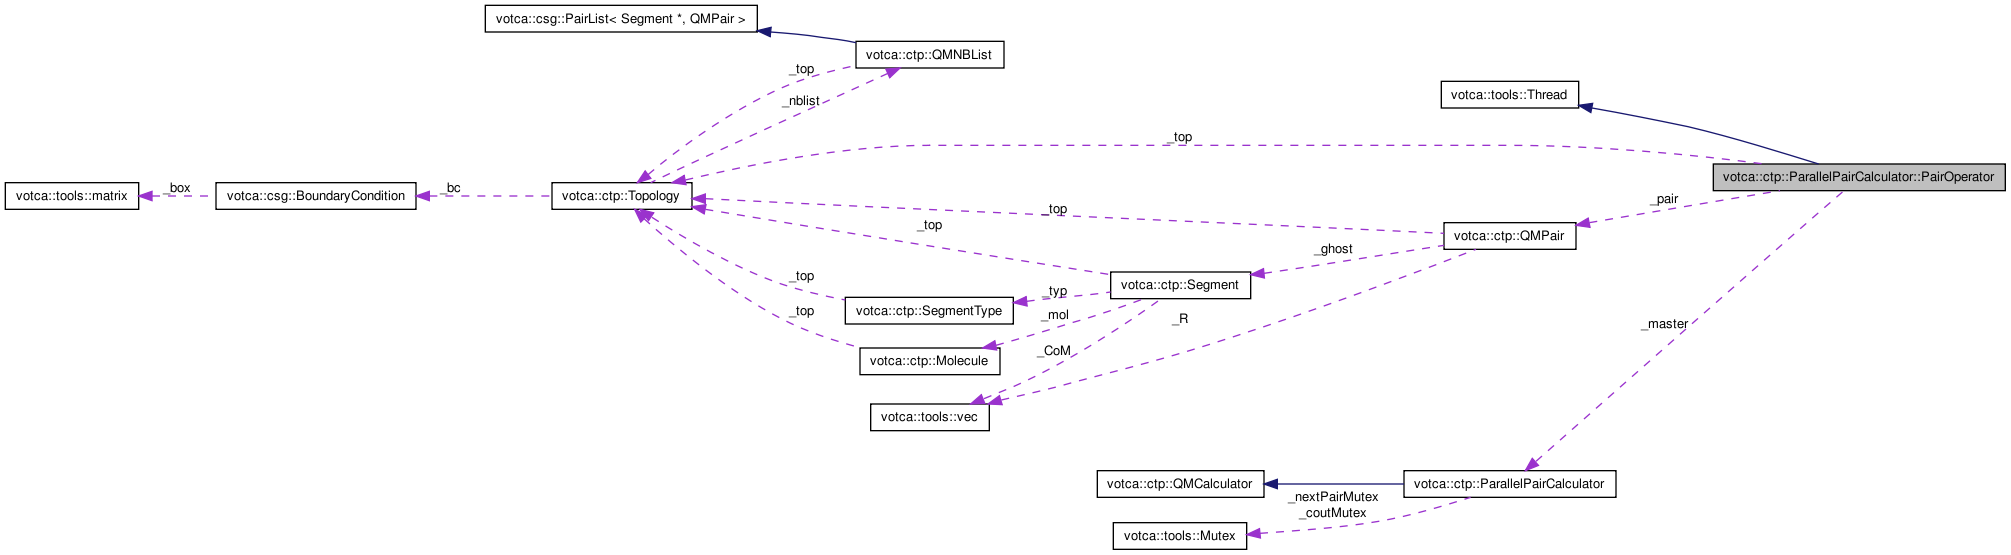 votca::csg::PairList< Segment *, QMPair >
votca::ctp::QMNBList
_top
votca::tools::Thread
_nblist
_top
votca::ctp::ParallelPairCalculator::PairOperator
votca::tools::matrix
_box
votca::csg::BoundaryCondition
_bc
votca::ctp::Topology
_pair
_top
_top
votca::ctp::QMPair
_ghost
_top
votca::ctp::Segment
_typ
votca::ctp::SegmentType
_top
_mol
_R
_master
_CoM
votca::ctp::Molecule
votca::tools::vec
votca::ctp::QMCalculator
votca::ctp::ParallelPairCalculator
_nextPairMutex
_coutMutex
votca::tools::Mutex